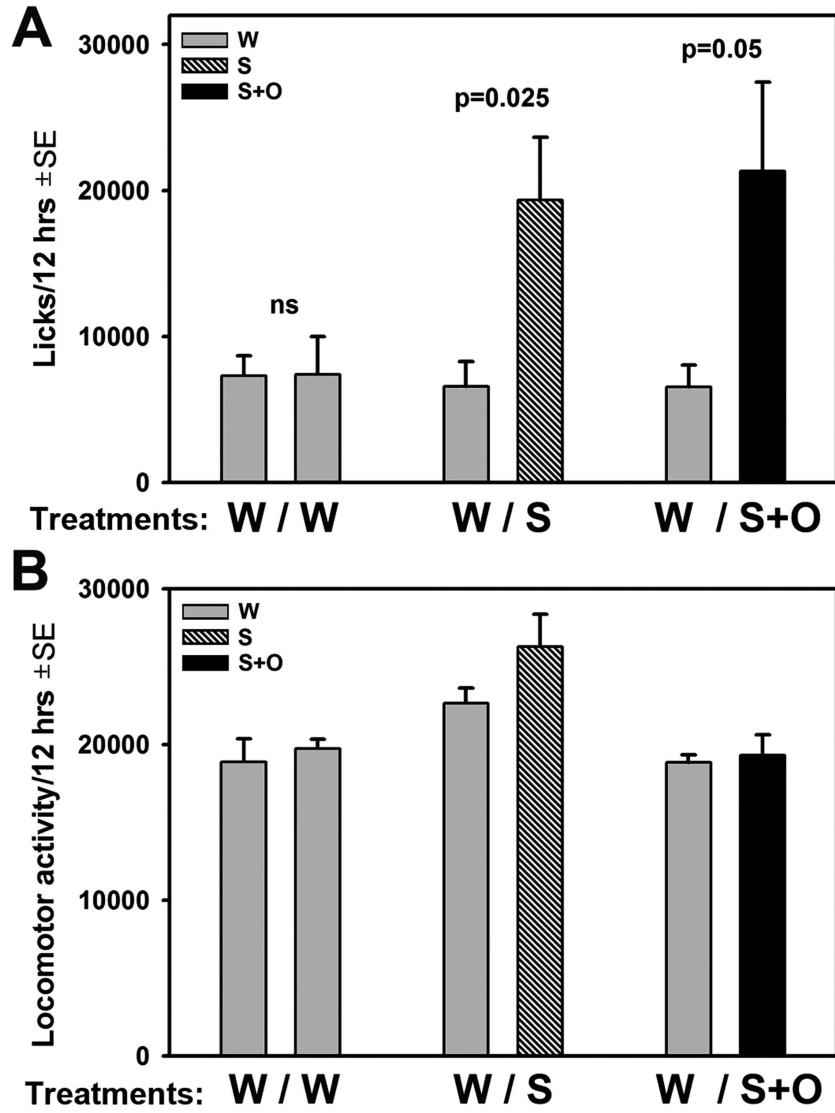 A
30000
20000
10000
0
Licks/12 hrs ±SE
W
S
S+O
ns
p=0.025
p=0.05
Treatments: W / W W / S W / S+O
B
30000
20000
10000
0
Locomotor activity/12 hrs ±SE
W
S
S+O
Treatments: W / W W / S W / S+O